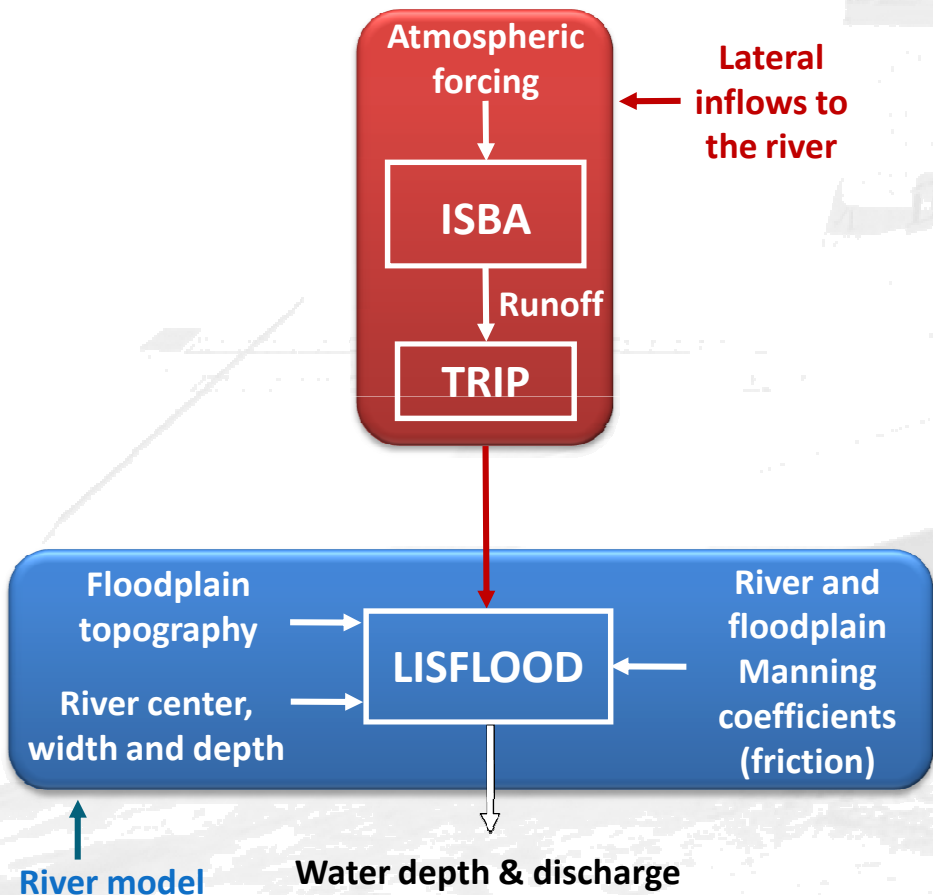 Atmospheric
forcing
Lateral
inflows to
the river
ISBA
Runoff
TRIP
Floodplain
topography
River center,
width and depth
LISFLOOD
River and
floodplain
Manning
coefficients
(friction)
River model
Water depth & discharge